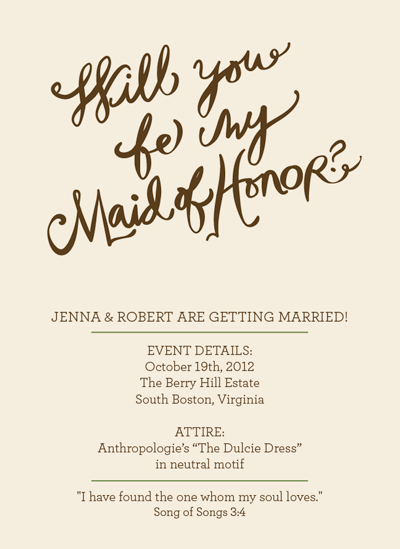 Will you
be my
Maid of Honor?
JENNA & ROBERT ARE GETTING MARRIED!
EVENT DETAILS:
October 19th, 2012
The Berry Hill Estate
South Boston, Virginia
ATTIRE:
Anthropologie's “The Dulcie Dress”
in neutral motif
"I have found the one whom my soul loves."
Song of Songs 3:4